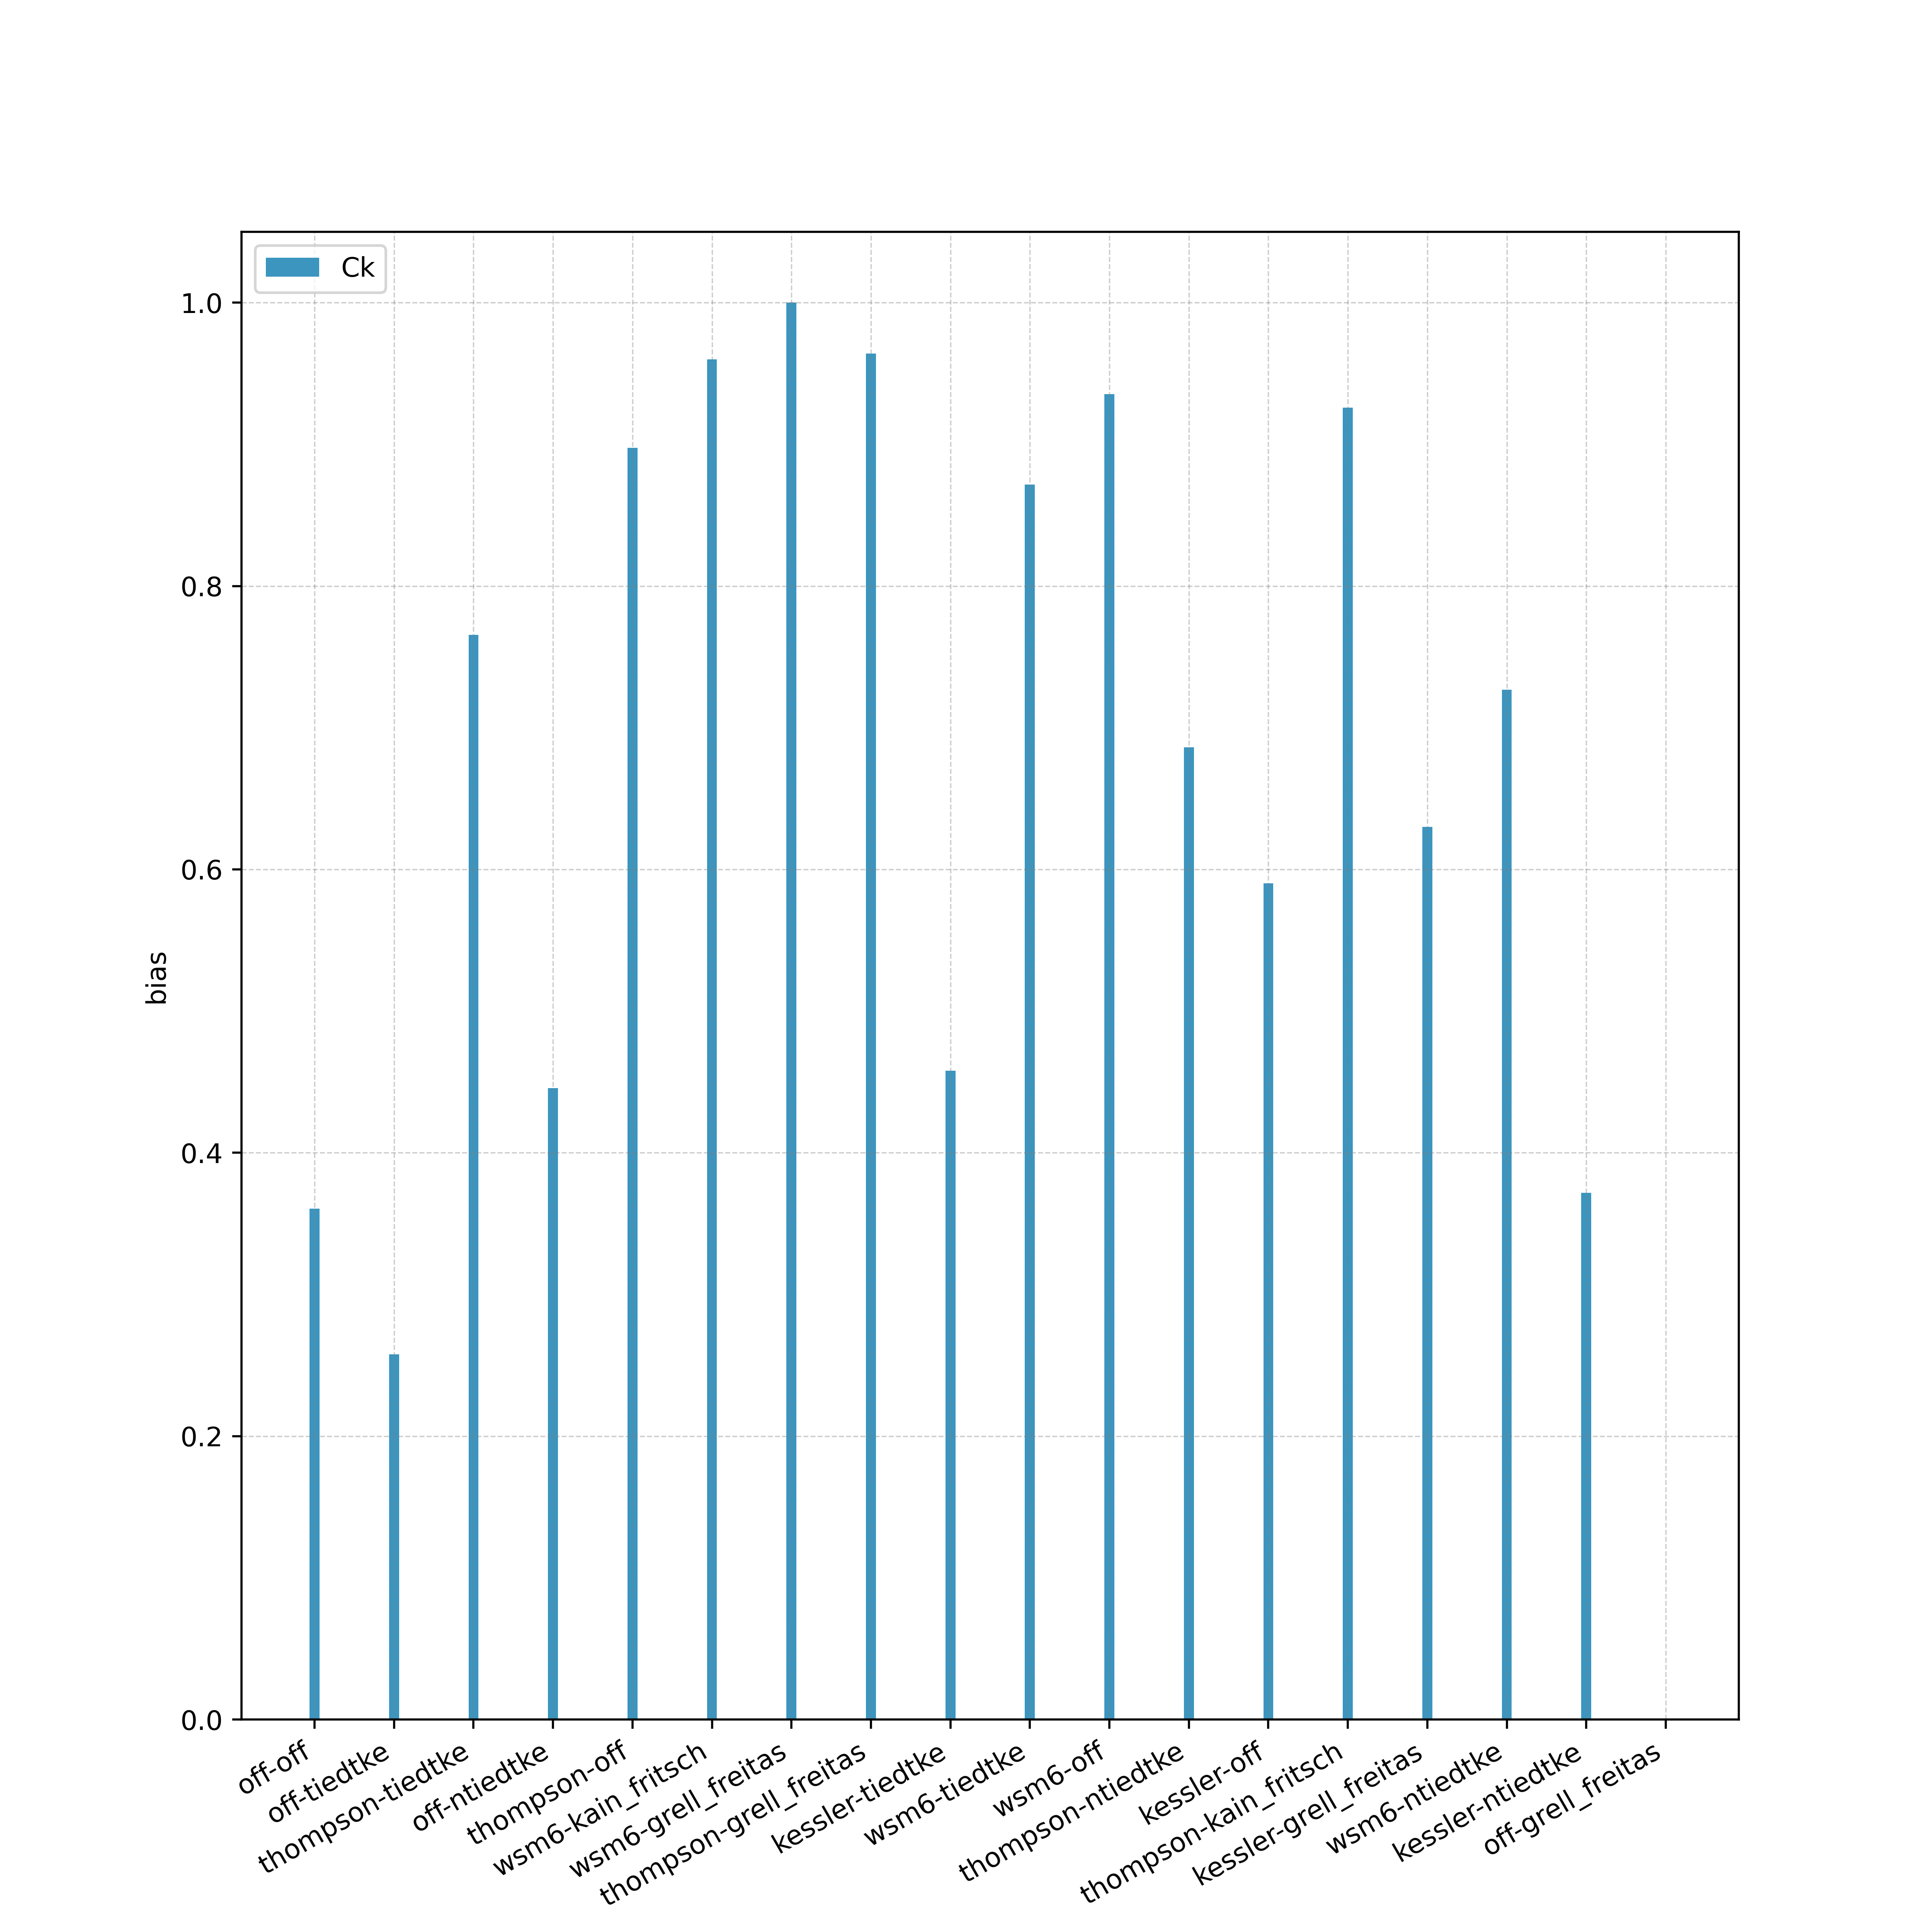 Ck
bias
1.0
0.8
0.6
0.4
0.2
0.0
off-off
off-tiedtke
thompson-tiedtke
off-ntiedtke
thompson-off
wsm6-kain_fritsch
wsm6-grell_freitas
thompson-grell_freitas
kessler-tiedtke
wsm6-tiedtke
wsm6-off
thompson-ntiedtke
kessler-off
thompson-kain_fritsch
kessler-grell_freitas
wsm6-ntiedtke
kessler-ntiedtke
off-grell_freitas